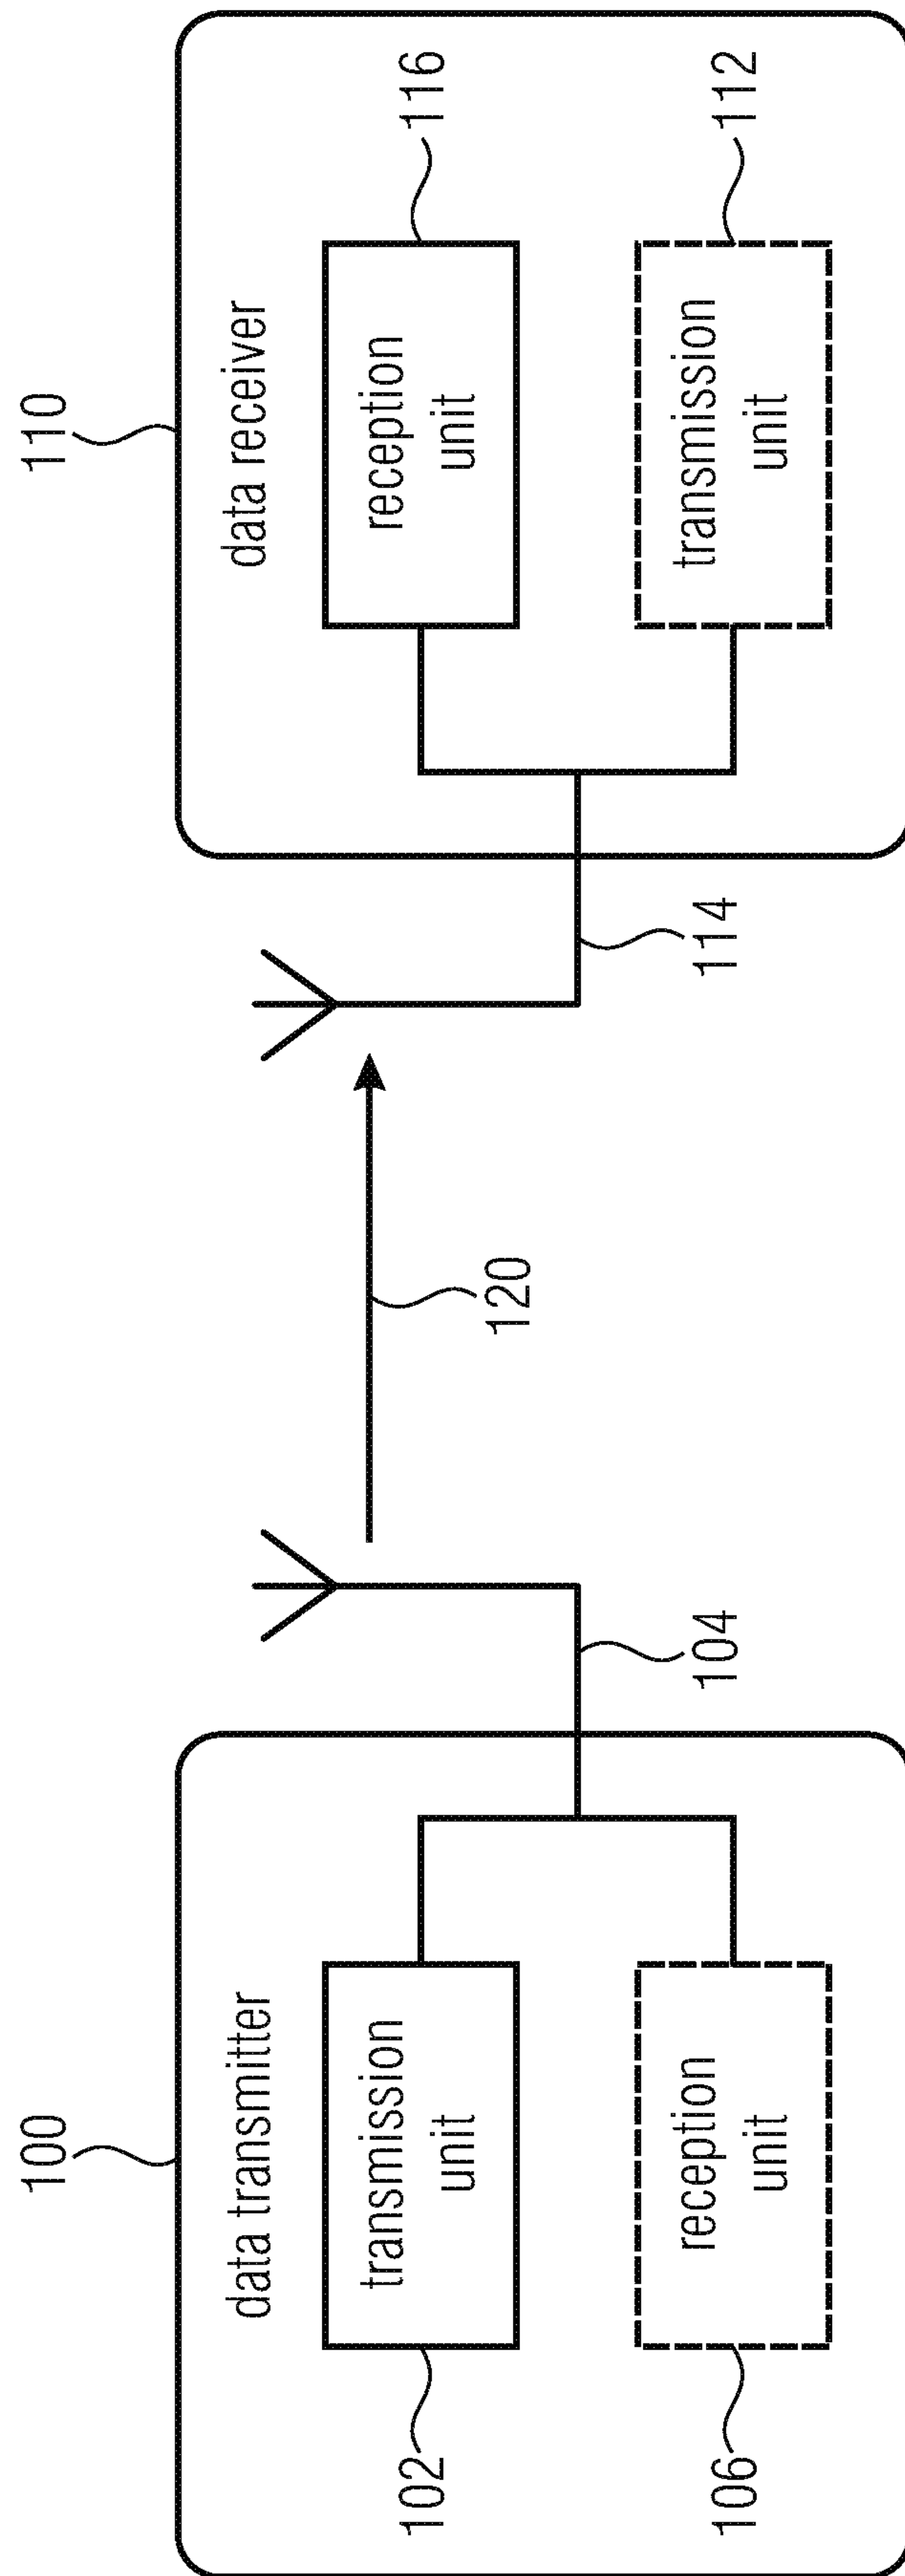 100
data transmitter
102
transmission
unit
106
reception
unit
104
120
110
data receiver
reception
unit
116
transmission
unit
112
114